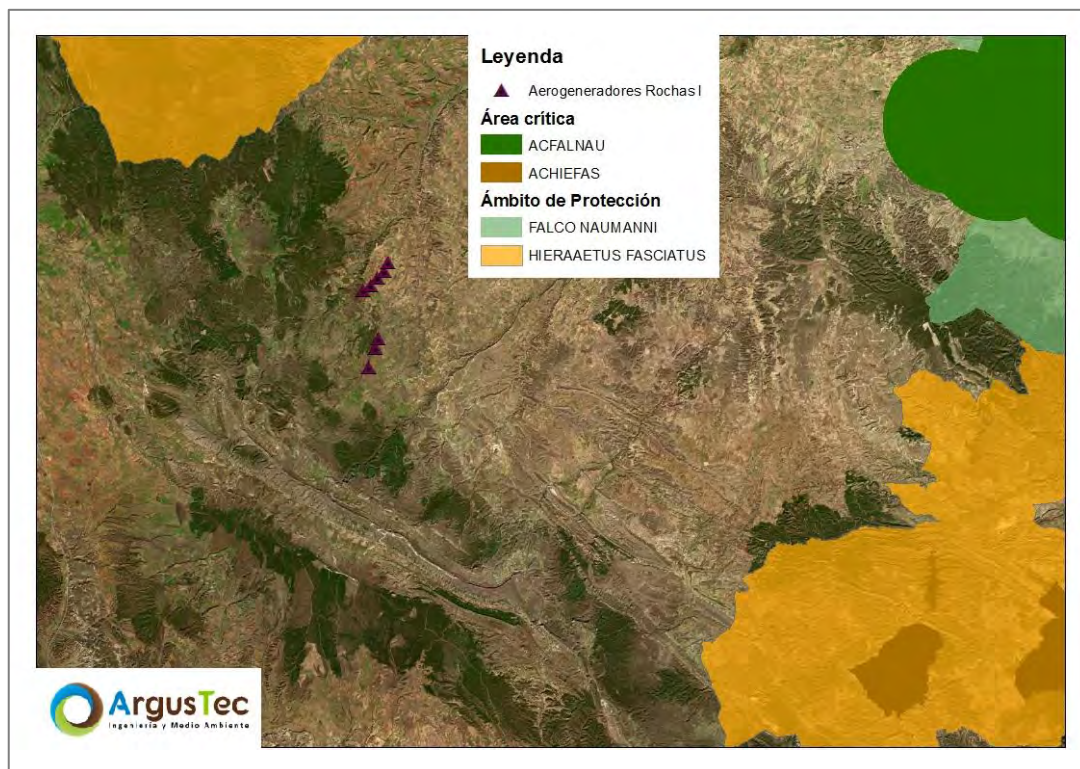 Leyenda
Aerogeneradores Rochas I
Área crítica
ACFALNAU
ACHIEFAS
Ámbito de Protección
FALCO NAUMANNI
HIERAAETUS FASCIATUS
ArgusTec
Ingeniería y Medio Ambiente